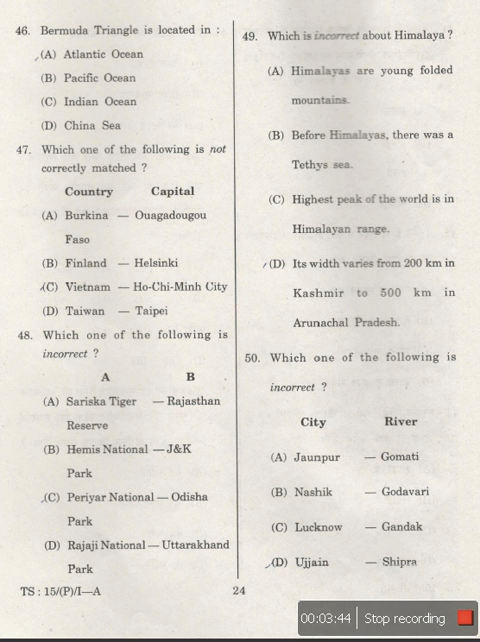 46. Bermuda Triangle is located in :
(A) Atlantic Ocean
(B) Pacific Ocean
(C) Indian Ocean
(D) China Sea
47. Which one of the following is not
correctly matched ?
Country Capital
(A) Burkina — Ouagadougou
Faso
(B) Finland — Helsinki
(C) Vietnam — Ho-Chi-Minh City
(D) Taiwan — Taipei
48. Which one of the following is
incorrect ?
A B
(A) Sariska Tiger — Rajasthan
Reserve
(B) Hemis National — J&K
Park
(C) Periyar National — Odisha
Park
(D) Rajaji National — Uttarakhand
Park
49. Which is incorrect about Himalaya ?
(A) Himalayas are young folded
mountains.
(B) Before Himalayas, there was a
Tethys sea.
(C) Highest peak of the world is in
Himalayan range.
(D) Its width varies from 200 km in
Kashmir to 500 km in
Arunachal Pradesh.
50. Which one of the following is
incorrect ?
City River
(A) Jaunpur — Gomati
(B) Nashik — Godavari
(C) Lucknow — Gandak
(D) Ujjain — Shipra
TS : 15/(P)/I—A
24
00:03:44 Stop recording